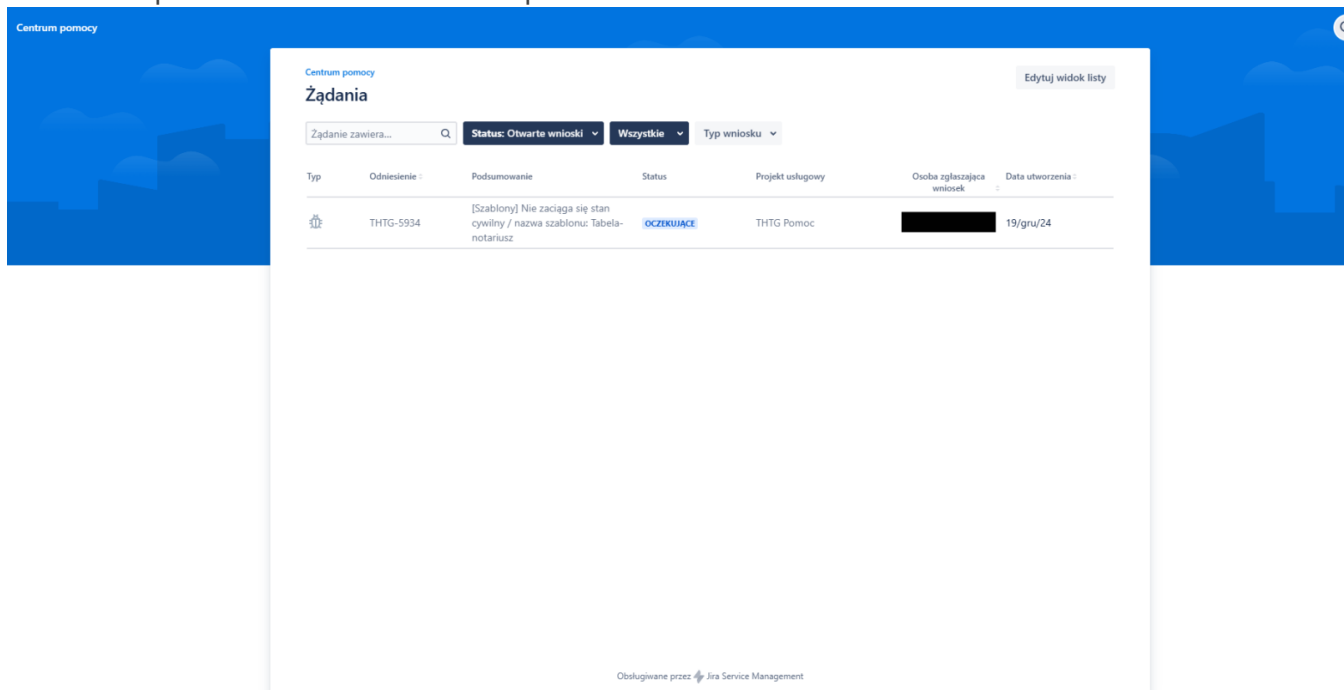 Centrum pomocy
Centrum pomocy
Edytuj widok listy
Żądania
Żądanie zawiera...
Status: Otwarte wnioski
Wszystkie
Typ wniosku
Typ
Odniesienie
Podsumowanie
Status
Projekt usługowy
Osoba zgłaszająca
wniosek
Data utworzenia
THTG-5934
[Szablony] Nie zaciąga się stan
cywilny / nazwa szablonu: Tabela-
notariusz
OCZEKUJĄCE
THTG Pomoc
19/gru/24
Obsługiwane przez Jira Service Management